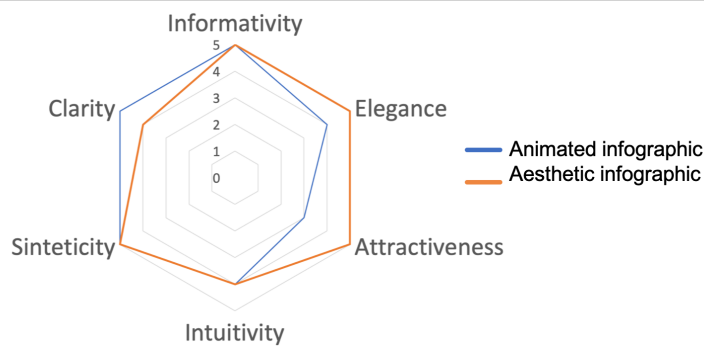 Informativity
5
4
3
2
1
0
Clarity
Elegance
Sinteticity
Attractiveness
Intuitivity
Animated infographic
Aesthetic infographic